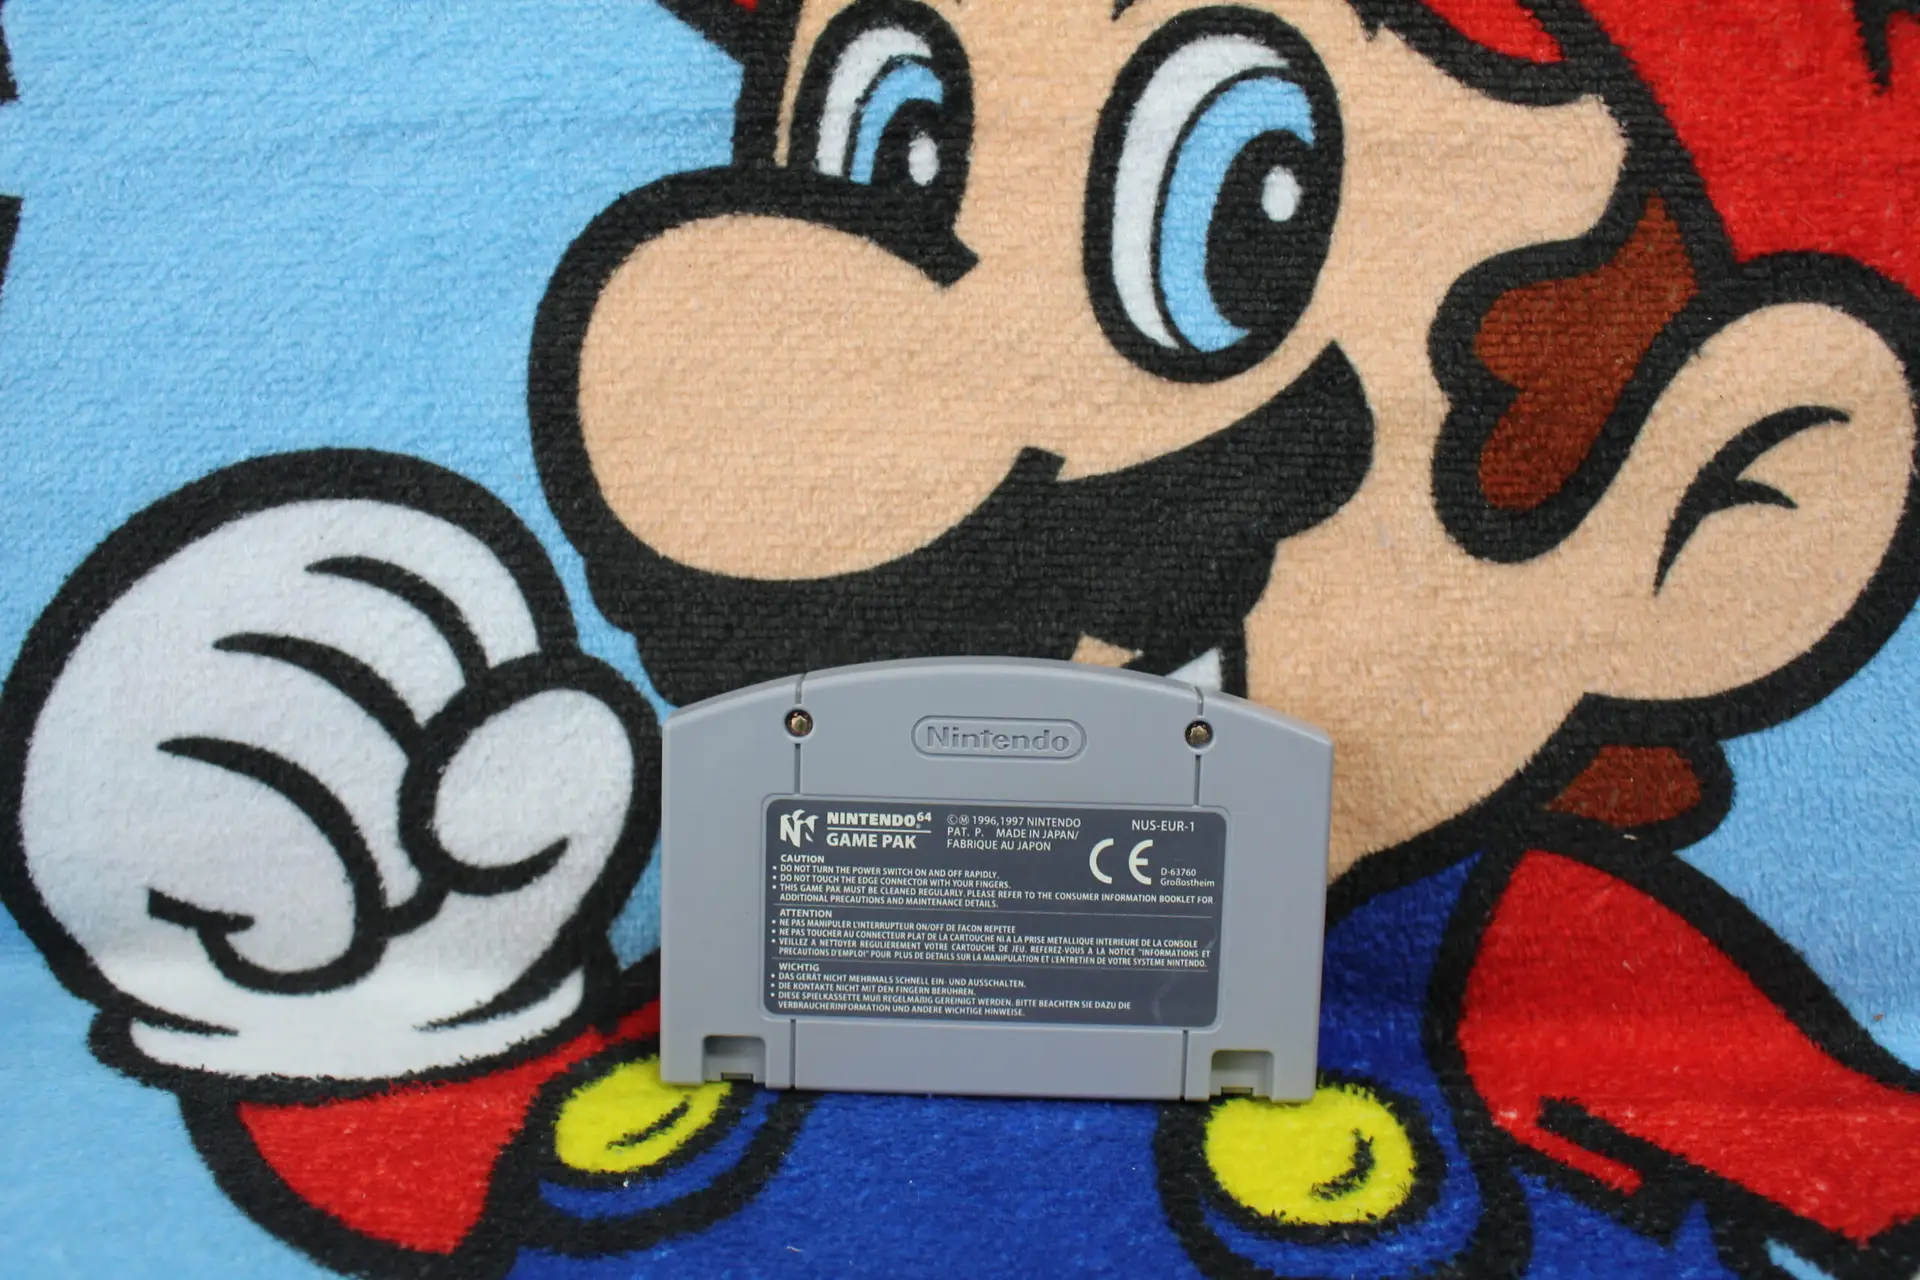 Nintendo
NINTENDO 64
GAME PAK
©Ⓜ 1996,1997 NINTENDO
PAT. P. MADE IN JAPAN/
FABRIQUE AU JAPON
NUS-EUR-1
CE
D-63760
Großostheim
CAUTION
• DO NOT TURN THE POWER SWITCH ON AND OFF RAPIDLY.
• DO NOT TOUCH THE EDGE CONNECTOR WITH YOUR FINGERS.
• THIS GAME PAK MUST BE CLEANED REGULARLY. PLEASE REFER TO THE CONSUMER INFORMATION BOOKLET FOR
ADDITIONAL PRECAUTIONS AND MAINTENANCE DETAILS.
ATTENTION
• NE PAS MANIPULER L'INTERRUPTEUR ON/OFF DE FACON REPETEE
• NE PAS TOUCHER AU CONNECTEUR PLAT DE LA CARTOUCHE NI A LA PRISE METALLIQUE INTERIEURE DE LA CONSOLE
• VEILLEZ A NETTOYER REGULIEREMENT VOTRE CARTOUCHE DE JEU. REFEREZ-VOUS A LA NOTICE "INFORMATIONS ET
PRECAUTIONS D'EMPLOI" POUR PLUS DE DETAILS SUR LA MANIPULATION ET L'ENTRETIEN DE VOTRE SYSTEME NINTENDO.
WICHTIG
• DAS GERÄT NICHT MEHRMALS SCHNELL EIN- UND AUSSCHALTEN.
• DIE KONTAKTE NICHT MIT DEN FINGERN BERÜHREN.
• DIESE SPIELKASSETTE MUß REGELMÄßIG GEREINIGT WERDEN. BITTE BEACHTEN SIE DAZU DIE
VERBRAUCHERINFORMATION UND ANDERE WICHTIGE HINWEISE.